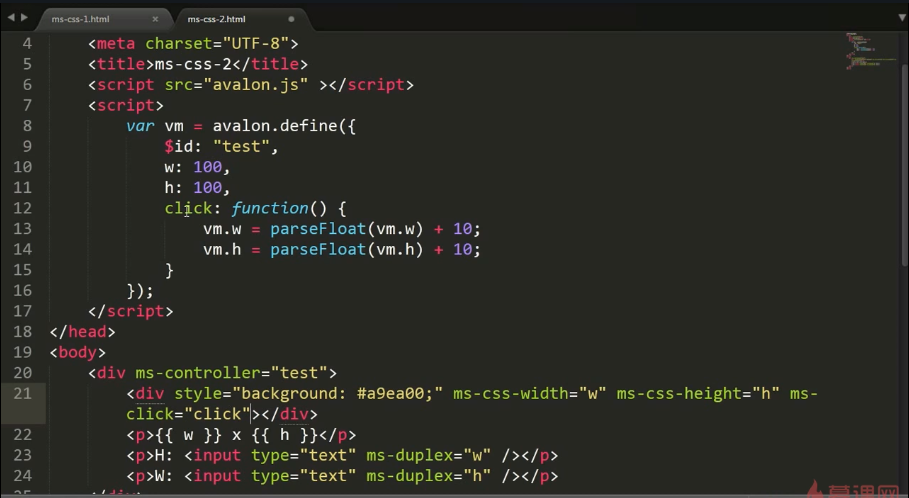 ms-css-1.html × ms-css-2.html
4 <meta charset="UTF-8">
5 <title>ms-css-2</title>
6 <script src="avalon.js" ></script>
7 <script>
8 var vm = avalon.define({
9 $id: "test",
10 w: 100,
11 h: 100,
12 click: function() {
13 vm.w = parseFloat(vm.w) + 10;
14 vm.h = parseFloat(vm.h) + 10;
15 }
16 });
17 </script>
18 </head>
19 <body>
20 <div ms-controller="test">
21 <div style="background: #a9ea00;" ms-css-width="w" ms-css-height="h" ms-
click="click"></div>
22 <p>{{ w }} x {{ h }}</p>
23 <p>H: <input type="text" ms-duplex="w" /></p>
24 <p>W: <input type="text" ms-duplex="h" /></p>
25 </div>